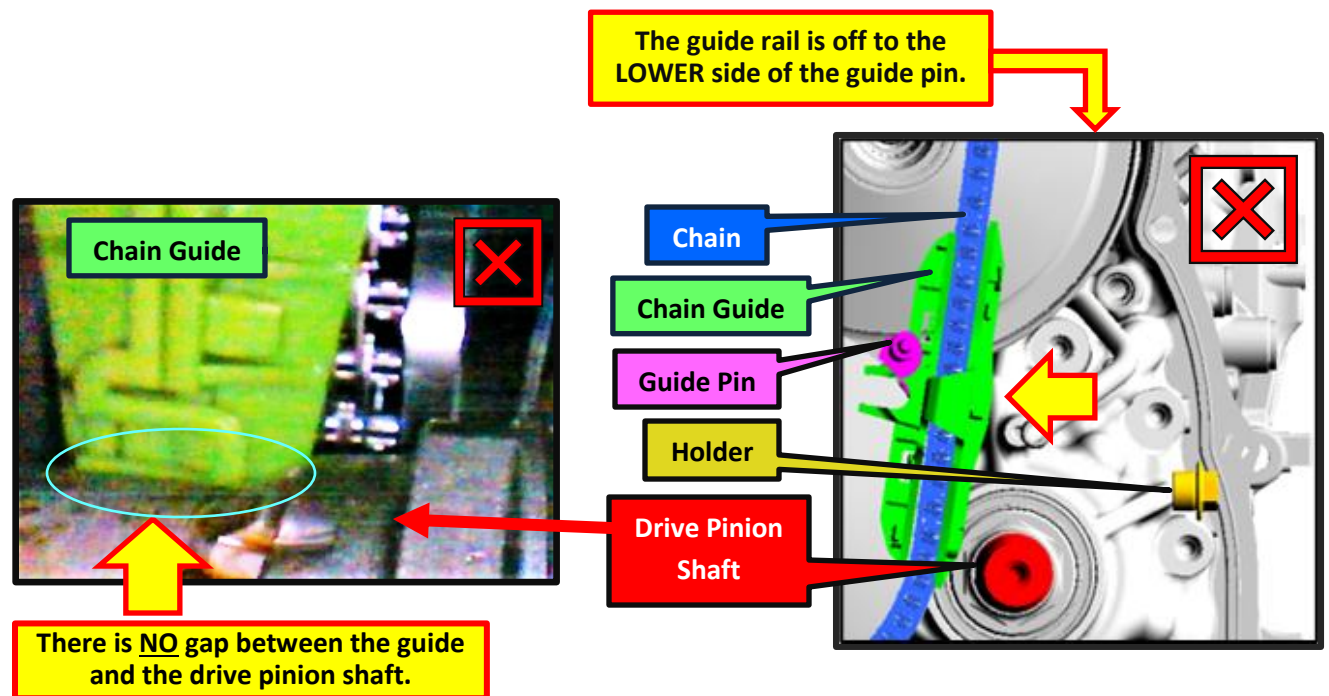 The guide rail is off to the
LOWER side of the guide pin.
Chain Guide
Chain
Chain Guide
Guide Pin
Holder
Drive Pinion
Shaft
There is NO gap between the guide
and the drive pinion shaft.